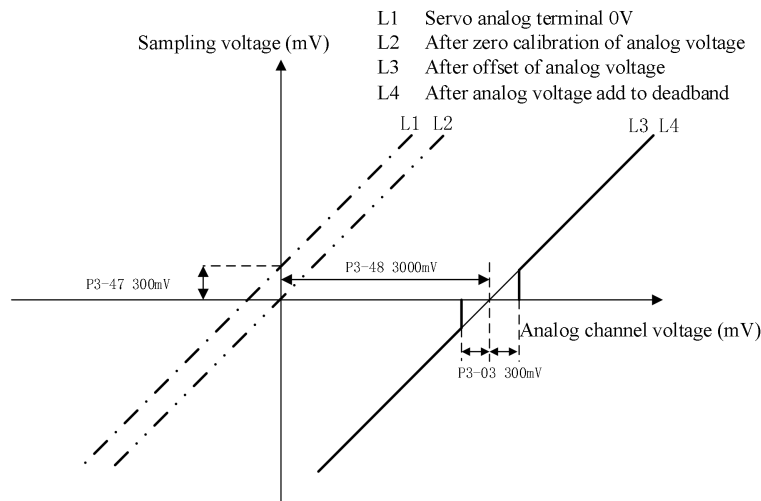 L1 Servo analog terminal 0V
Sampling voltage (mV)
L2 After zero calibration of analog voltage
L3 After offset of analog voltage
L4 After analog voltage add to deadband
L1 L2
L3 L4
P3-48 3000mV
P3-47 300mV
Analog channel voltage (mV)
P3-03 300mV